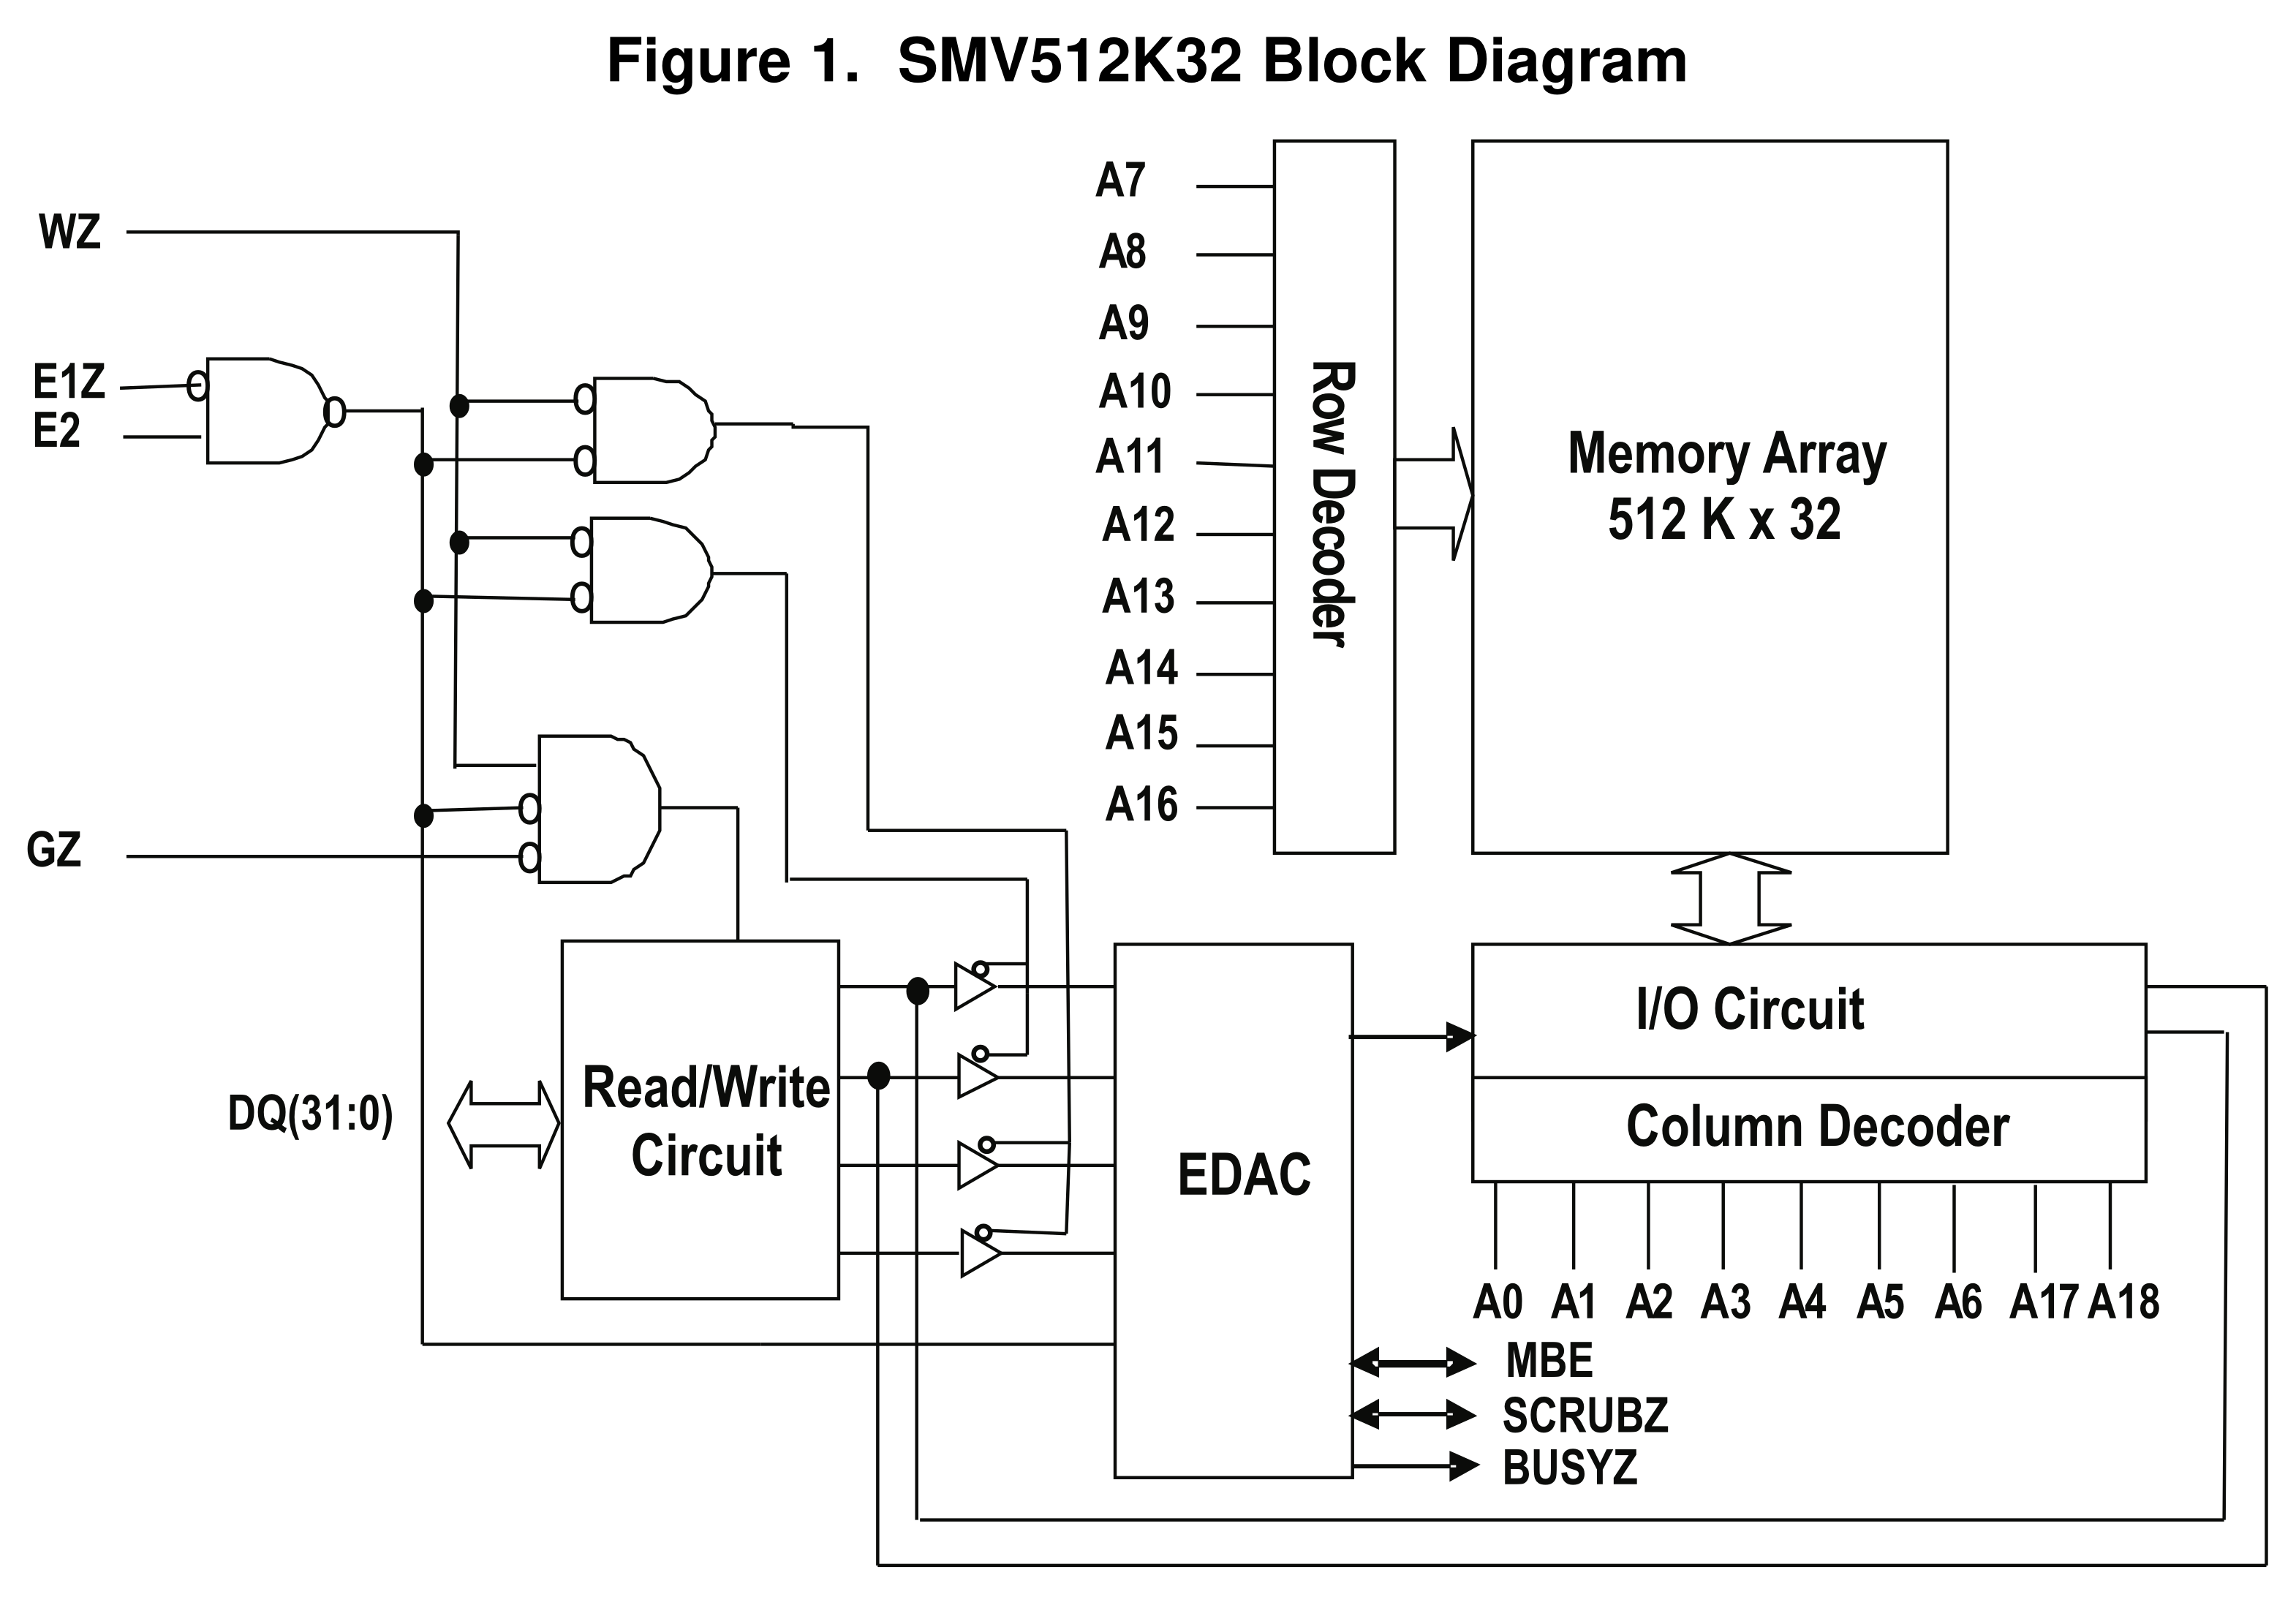 Figure 1. SMV512K32 Block Diagram
WZ
E1Z
E2
GZ
A7
A8
A9
A10
A11
A12
A13
A14
A15
A16
Row Decoder
Memory Array
512 K x 32
DQ(31:0)
Read/Write
Circuit
EDAC
I/O Circuit
Column Decoder
A0 A1 A2 A3 A4 A5 A6 A17 A18
MBE
SCRUBZ
BUSYZ